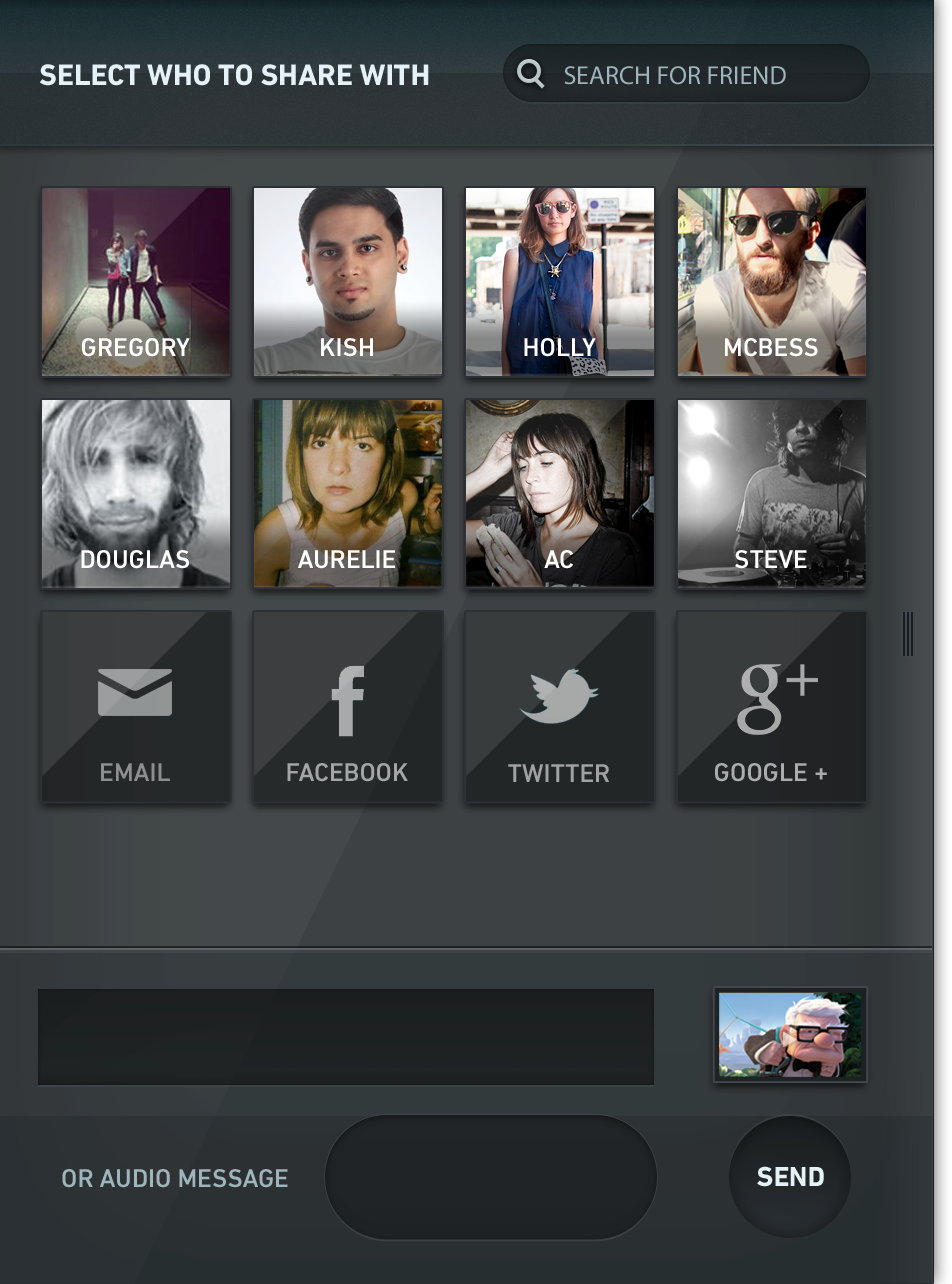 SELECT WHO TO SHARE WITH
SEARCH FOR FRIEND
GREGORY
KISH
HOLLY
MCBESS
DOUGLAS
AURELIE
AC
STEVE
f
g+
EMAIL
FACEBOOK
TWITTER
GOOGLE +
OR AUDIO MESSAGE
SEND